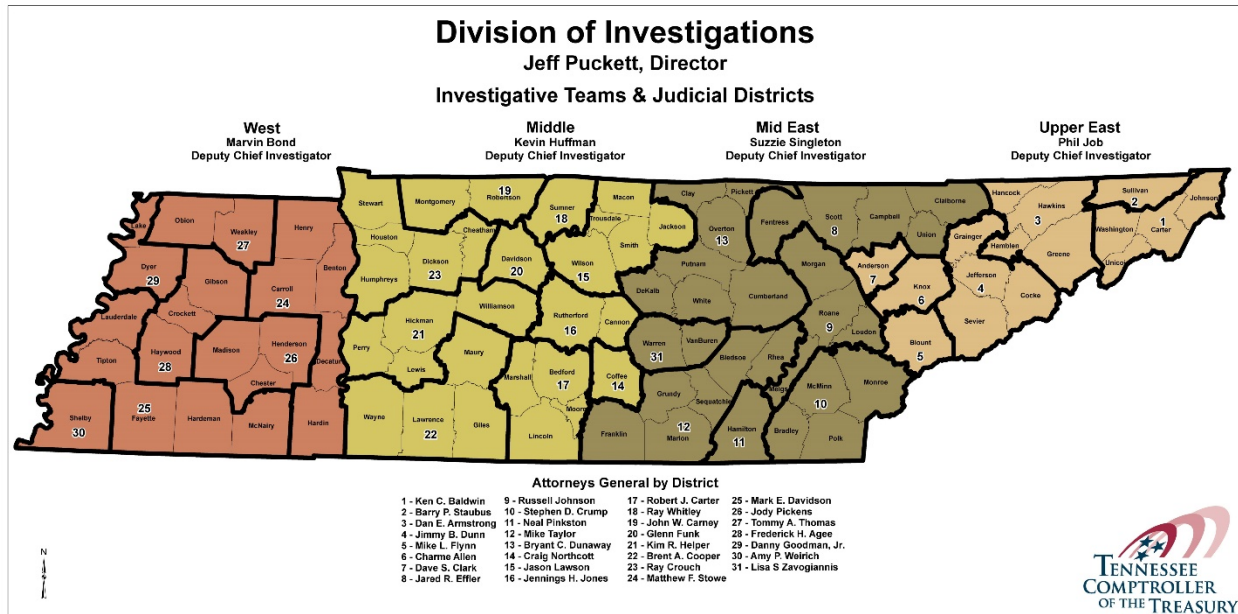 Division of Investigations
Jeff Puckett, Director
Investigative Teams & Judicial Districts
West
Marvin Bond
Deputy Chief Investigator
Middle
Kevin Huffman
Deputy Chief Investigator
Mid East
Suzzie Singleton
Deputy Chief Investigator
Upper East
Phil Job
Deputy Chief Investigator
Lake
Obion
Weakley
27
Henry
Dyer
29
Gibson
Carroll
24
Benton
Lauderdale
Crockett
Haywood
28
Madison
Henderson
26
Decatur
Tipton
Chester
Shelby
30
25
Fayette
Hardeman
McNairy
Hardin
Stewart
Montgomery
19
Robertson
Sumner
18
Macon
Trousdale
Jackson
Houston
Cheatham
Smith
Dickson
23
Davidson
20
Wilson
15
Humphreys
Hickman
21
Williamson
Rutherford
16
Cannon
Perry
Lewis
Maury
Marshall
Bedford
17
Coffee
14
Moore
Wayne
Lawrence
22
Giles
Lincoln
Clay
Pickett
Overton
13
Fentress
Scott
8
Campbell
Claiborne
Union
Putnam
Morgan
DeKalb
White
Cumberland
Roane
9
Loudon
Warren
31
VanBuren
Bledsoe
Rhea
Meigs
McMinn
10
Monroe
Grundy
Sequatchie
Franklin
12
Marion
Hamilton
11
Bradley
Polk
Hancock
Hawkins
3
Sullivan
2
Johnson
1
Carter
Washington
Unicoi
Grainger
Hamblen
Greene
Anderson
7
Knox
6
Jefferson
4
Cocke
Sevier
Blount
5
Attorneys General by District
1 - Ken C. Baldwin
2 - Barry P. Staubus
3 - Dan E. Armstrong
4 - Jimmy B. Dunn
5 - Mike L. Flynn
6 - Charme Allen
7 - Dave S. Clark
8 - Jared R. Effler
9 - Russell Johnson
10 - Stephen D. Crump
11 - Neal Pinkston
12 - Mike Taylor
13 - Bryant C. Dunaway
14 - Craig Northcott
15 - Jason Lawson
16 - Jennings H. Jones
17 - Robert J. Carter
18 - Ray Whitley
19 - John W. Carney
20 - Glenn Funk
21 - Kim R. Helper
22 - Brent A. Cooper
23 - Ray Crouch
24 - Matthew F. Stowe
25 - Mark E. Davidson
26 - Jody Pickens
27 - Tommy A. Thomas
28 - Frederick H. Agee
29 - Danny Goodman, Jr.
30 - Amy P. Weirich
31 - Lisa S Zavogiannis
N
TENNESSEE
COMPTROLLER
OF THE TREASURY